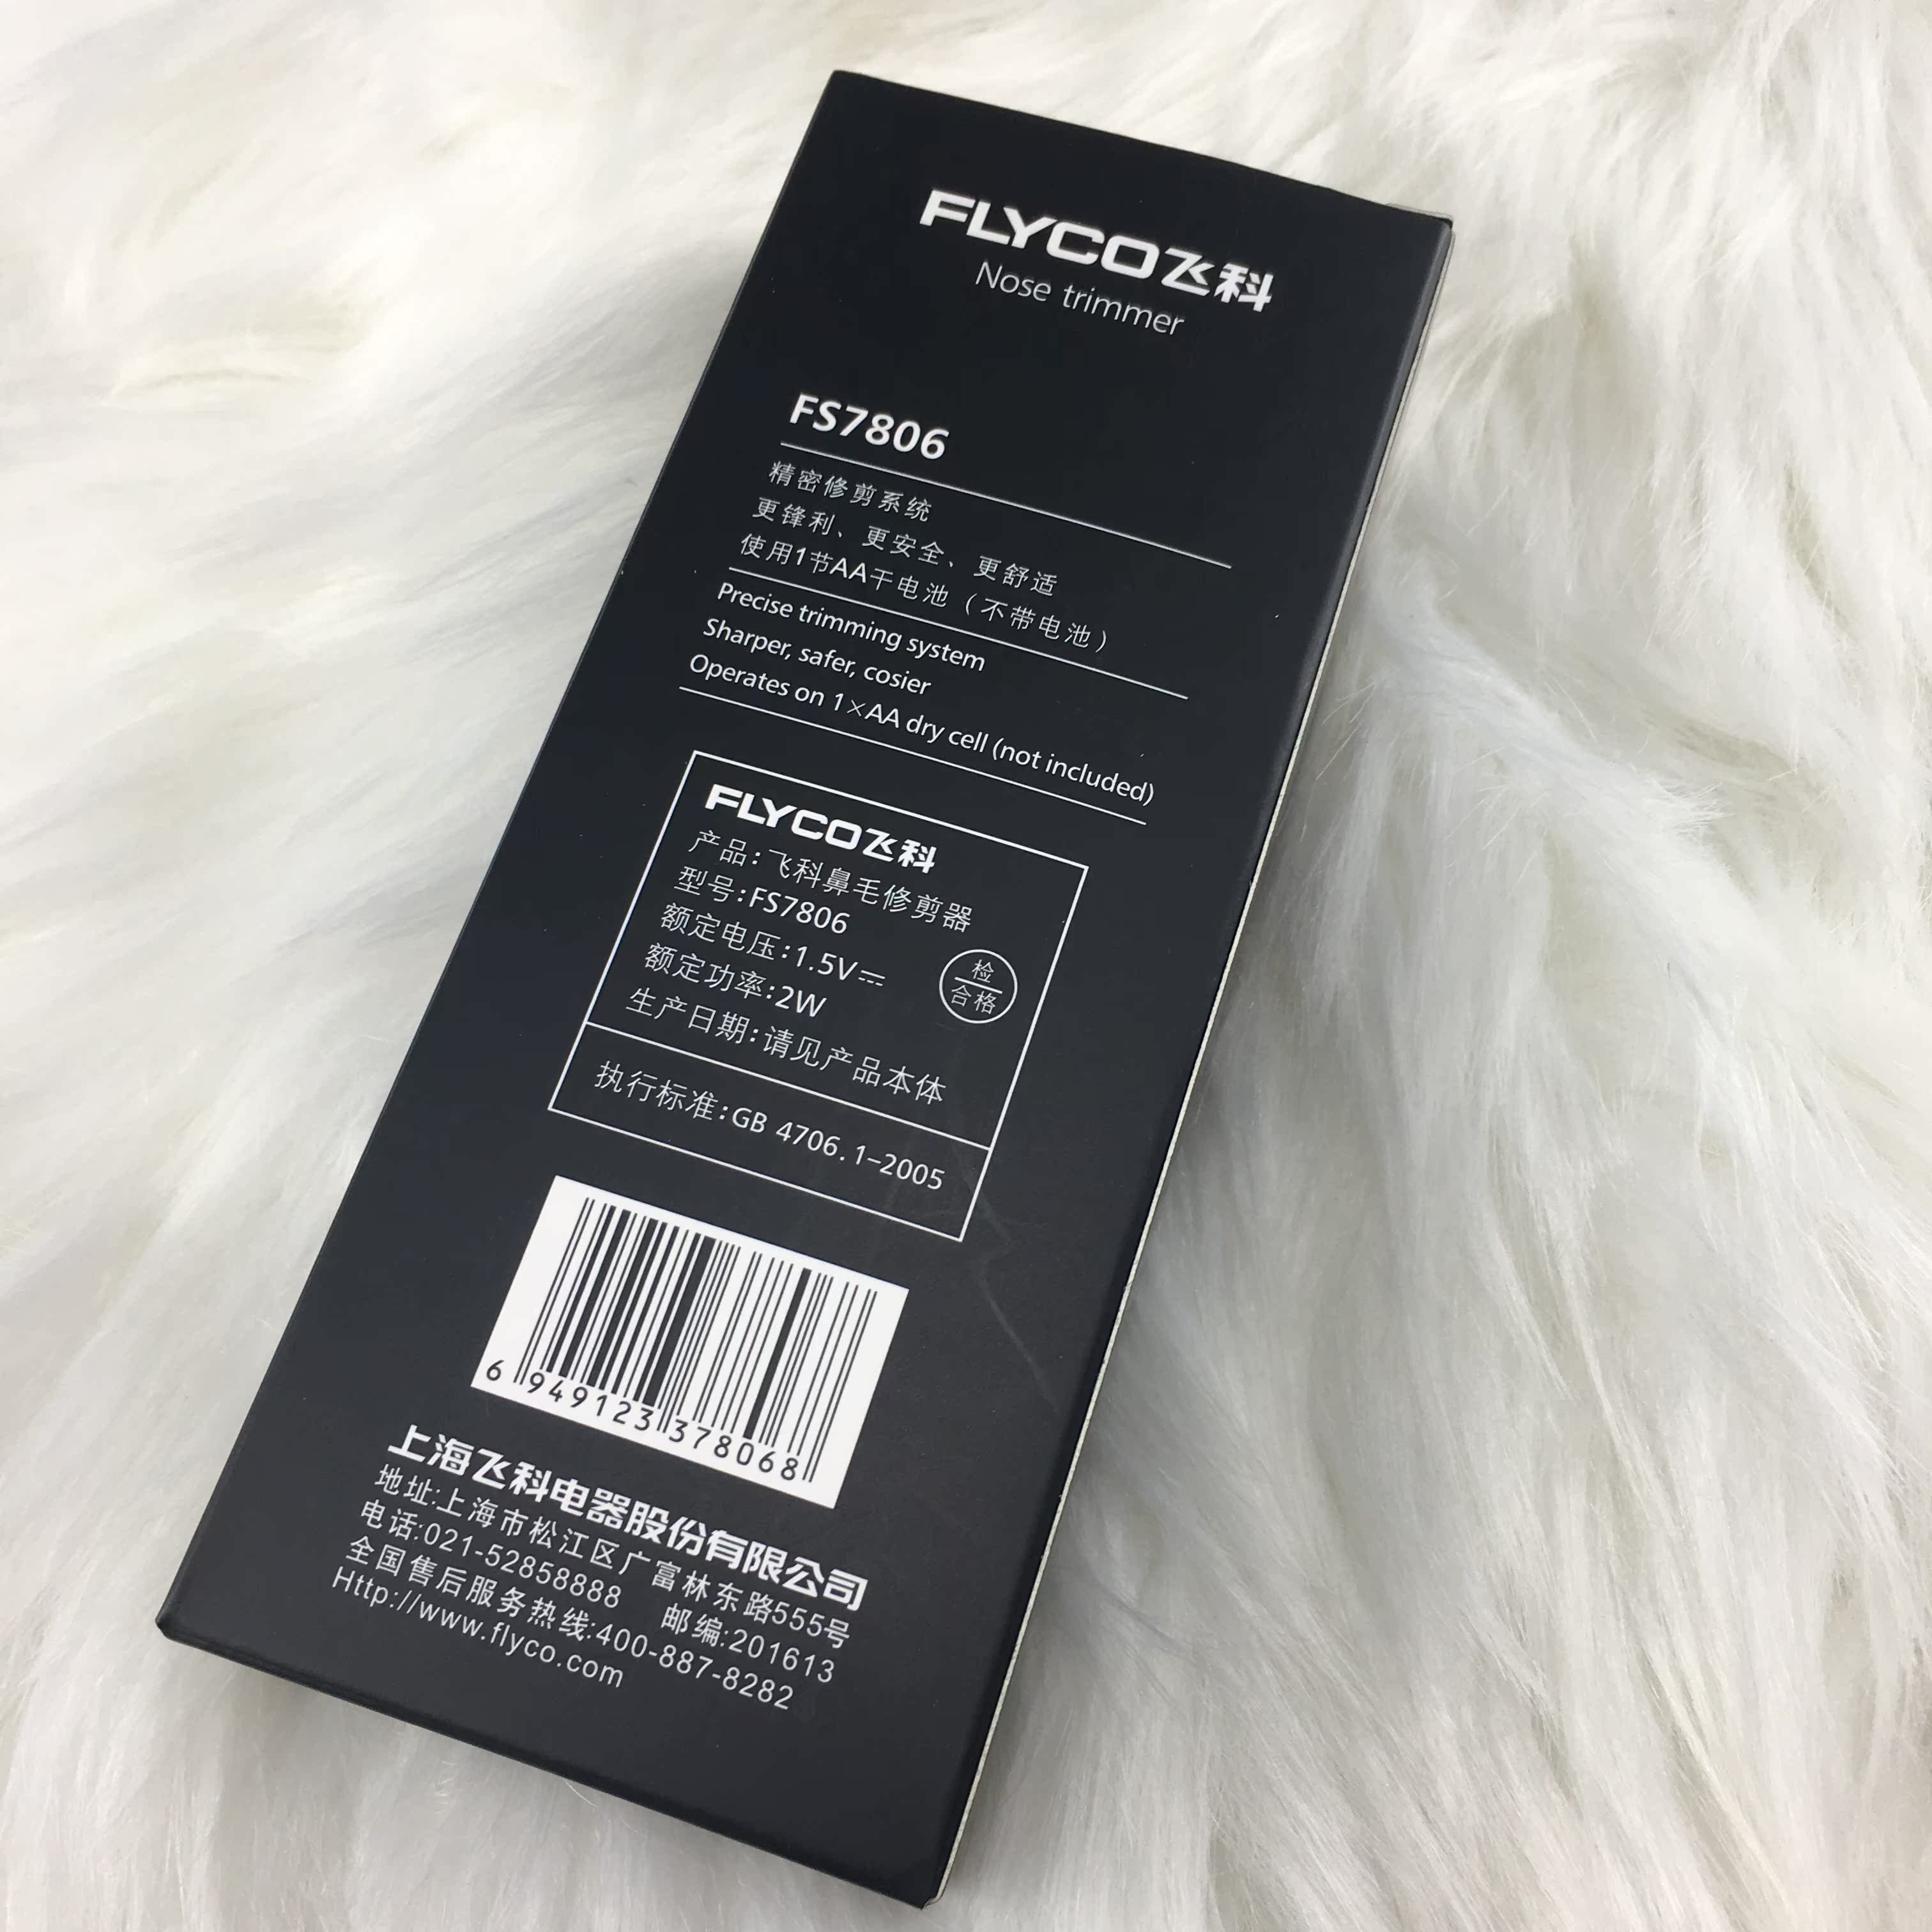 FLYCO飞科
Nose trimmer
FS7806
精密修剪系统
更锋利、更安全、更舒适
使用1节AA干电池（不带电池）
Precise trimming system
Sharper, safer, cosier
Operates on 1×AA dry cell (not included)
FLYCO飞科
产品:飞科鼻毛修剪器
型号:FS7806
额定电压:1.5V⎓
额定功率:2W
生产日期:请见产品本体
检
合格
执行标准:GB 4706.1-2005
6 949123 378068
上海飞科电器股份有限公司
地址:上海市松江区广富林东路555号
电话:021-52858888 邮编:201613
全国售后服务热线:400-887-8282
Http://www.flyco.com